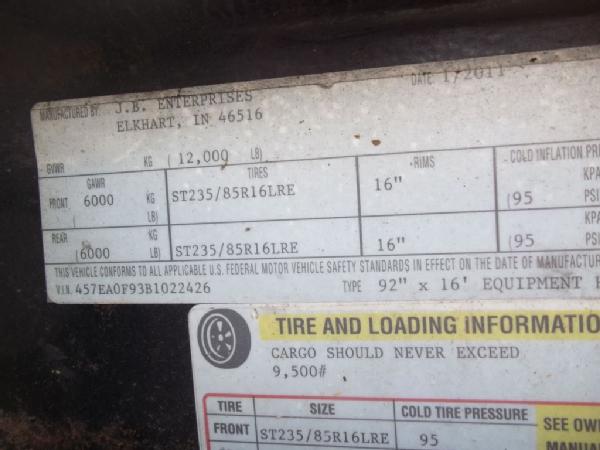 MANUFACTURED BY J.B. ENTERPRISES DATE 1/2011
ELKHART, IN 46516
GVWR KG (12,000 LB)
GAWR TIRES RIMS COLD INFLATION
FRONT 6000 KG ST235/85R16LRE 16" KPA
( LB) (95 PSI
REAR KG KPA
(6000 LB) ST235/85R16LRE 16" (95 PSI
THIS VEHICLE CONFORMS TO ALL APPLICABLE U.S. FEDERAL MOTOR VEHICLE SAFETY STANDARDS IN EFFECT ON THE DATE OF MANUFACTUR
V.I.N. 457EA0F93B1022426 TYPE 92" x 16' EQUIPMENT
TIRE AND LOADING INFORMATIO
CARGO SHOULD NEVER EXCEED
9,500#
TIRE SIZE COLD TIRE PRESSURE SEE OW
FRONT ST235/85R16LRE 95 MANUA